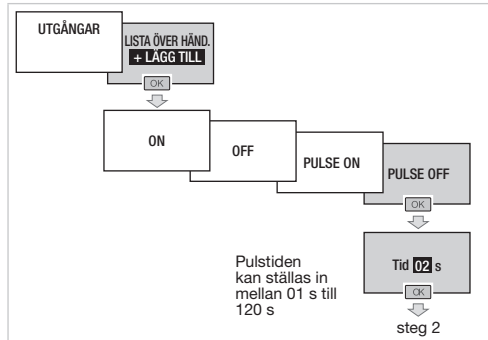 UTGÅNGAR
LISTA ÖVER HÄND.
+ LÄGG TILL
OK
ON
OFF
PULSE ON
PULSE OFF
OK
Pulstiden
kan ställas in
mellan 01 s till
120 s
Tid 02 s
OK
steg 2